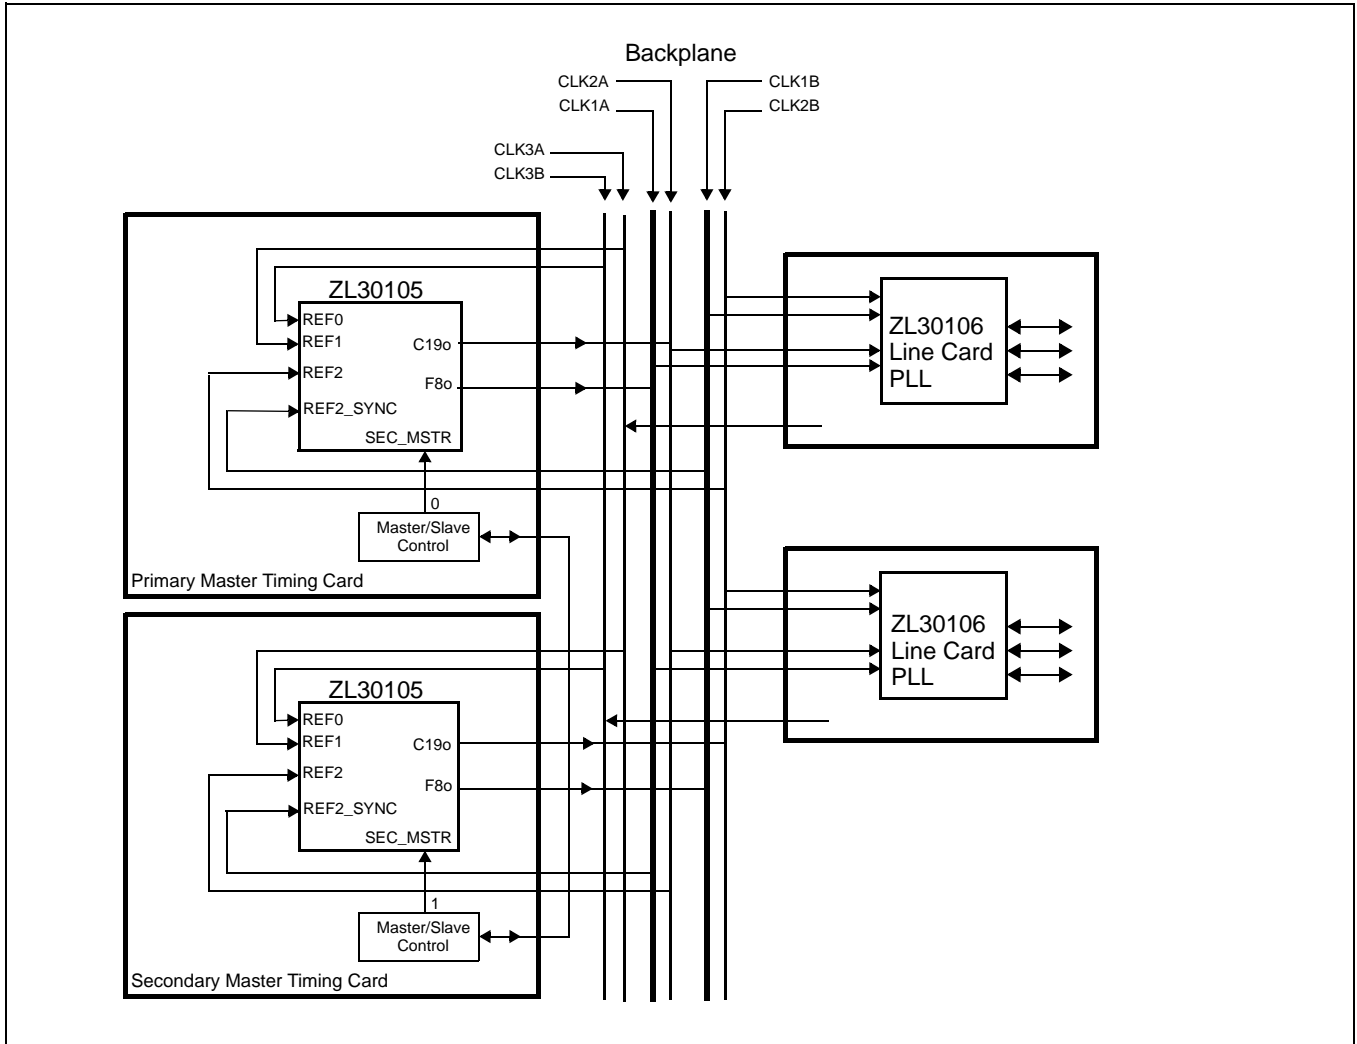 Backplane
CLK2A
CLK1B
CLK1A
CLK2B
CLK3A
CLK3B
ZL30105
REF0
REF1
C19o
REF2
F8o
REF2_SYNC
SEC_MSTR
0
Master/Slave
Control
Primary Master Timing Card
ZL30106
Line Card
PLL
ZL30105
REF0
REF1
C19o
REF2
F8o
REF2_SYNC
SEC_MSTR
1
Master/Slave
Control
Secondary Master Timing Card
ZL30106
Line Card
PLL